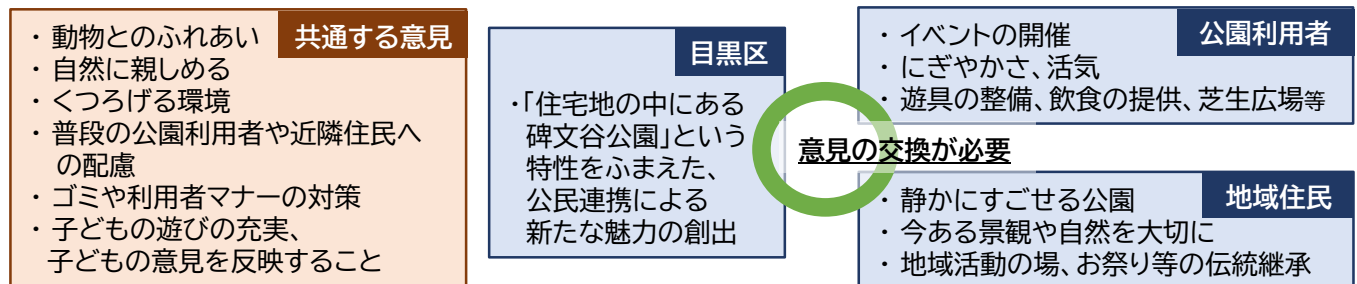 共通する意見
・動物とのふれあい
・自然に親しめる
・くつろげる環境
・普段の公園利用者や近隣住民へ
の配慮
・ゴミや利用者マナーの対策
・子どもの遊びの充実、
子どもの意見を反映すること
目黒区
・「住宅地の中にある
碑文谷公園」という
特性をふまえた、
公民連携による
新たな魅力の創出
意見の交換が必要
公園利用者
・イベントの開催
・にぎやかさ、活気
・遊具の整備、飲食の提供、芝生広場等
地域住民
・静かにすごせる公園
・今ある景観や自然を大切に
・地域活動の場、お祭り等の伝統継承